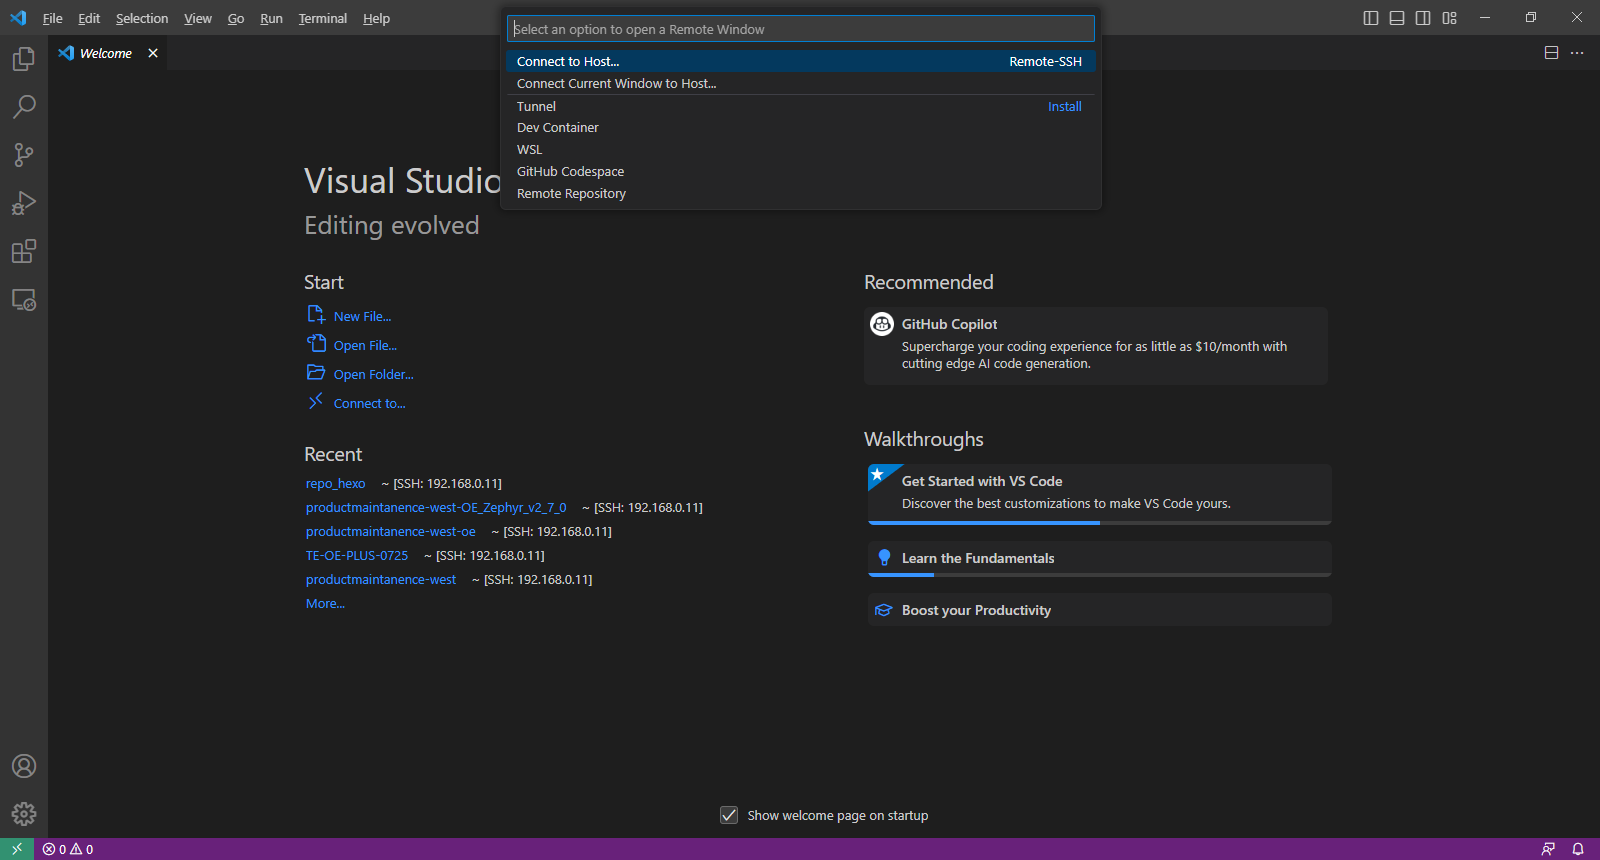 File Edit Selection View Go Run Terminal Help
Select an option to open a Remote Window
Welcome
Connect to Host... Remote-SSH
Connect Current Window to Host...
Tunnel Install
Dev Container
WSL
GitHub Codespace
Remote Repository
Visual Studio
Editing evolved
Start
New File...
Open File...
Open Folder...
Connect to...
Recent
repo_hexo ~ [SSH: 192.168.0.11]
productmaintanence-west-OE_Zephyr_v2_7_0 ~ [SSH: 192.168.0.11]
productmaintanence-west-oe ~ [SSH: 192.168.0.11]
TE-OE-PLUS-0725 ~ [SSH: 192.168.0.11]
productmaintanence-west ~ [SSH: 192.168.0.11]
More...
Recommended
GitHub Copilot
Supercharge your coding experience for as little as $10/month with
cutting edge AI code generation.
Walkthroughs
Get Started with VS Code
Discover the best customizations to make VS Code yours.
Learn the Fundamentals
Boost your Productivity
Show welcome page on startup
0 0